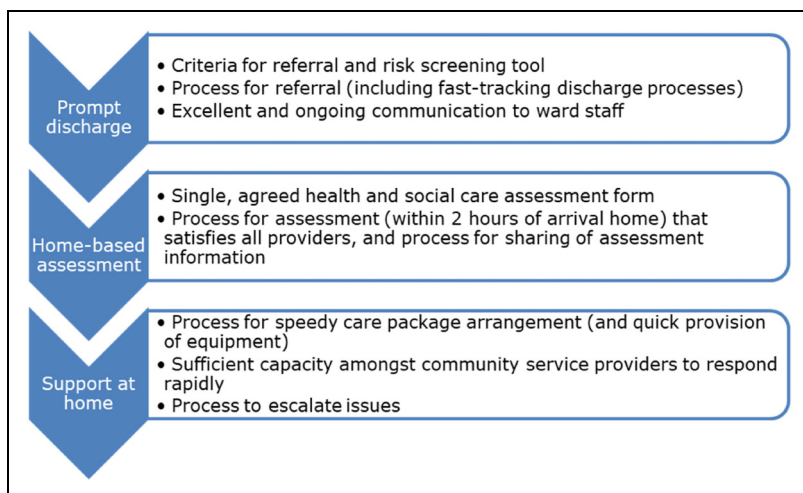 Prompt
discharge
• Criteria for referral and risk screening tool
• Process for referral (including fast-tracking discharge processes)
• Excellent and ongoing communication to ward staff
Home-based
assessment
• Single, agreed health and social care assessment form
• Process for assessment (within 2 hours of arrival home) that
satisfies all providers, and process for sharing of assessment
information
Support at
home
• Process for speedy care package arrangement (and quick provision
of equipment)
• Sufficient capacity amongst community service providers to respond
rapidly
• Process to escalate issues